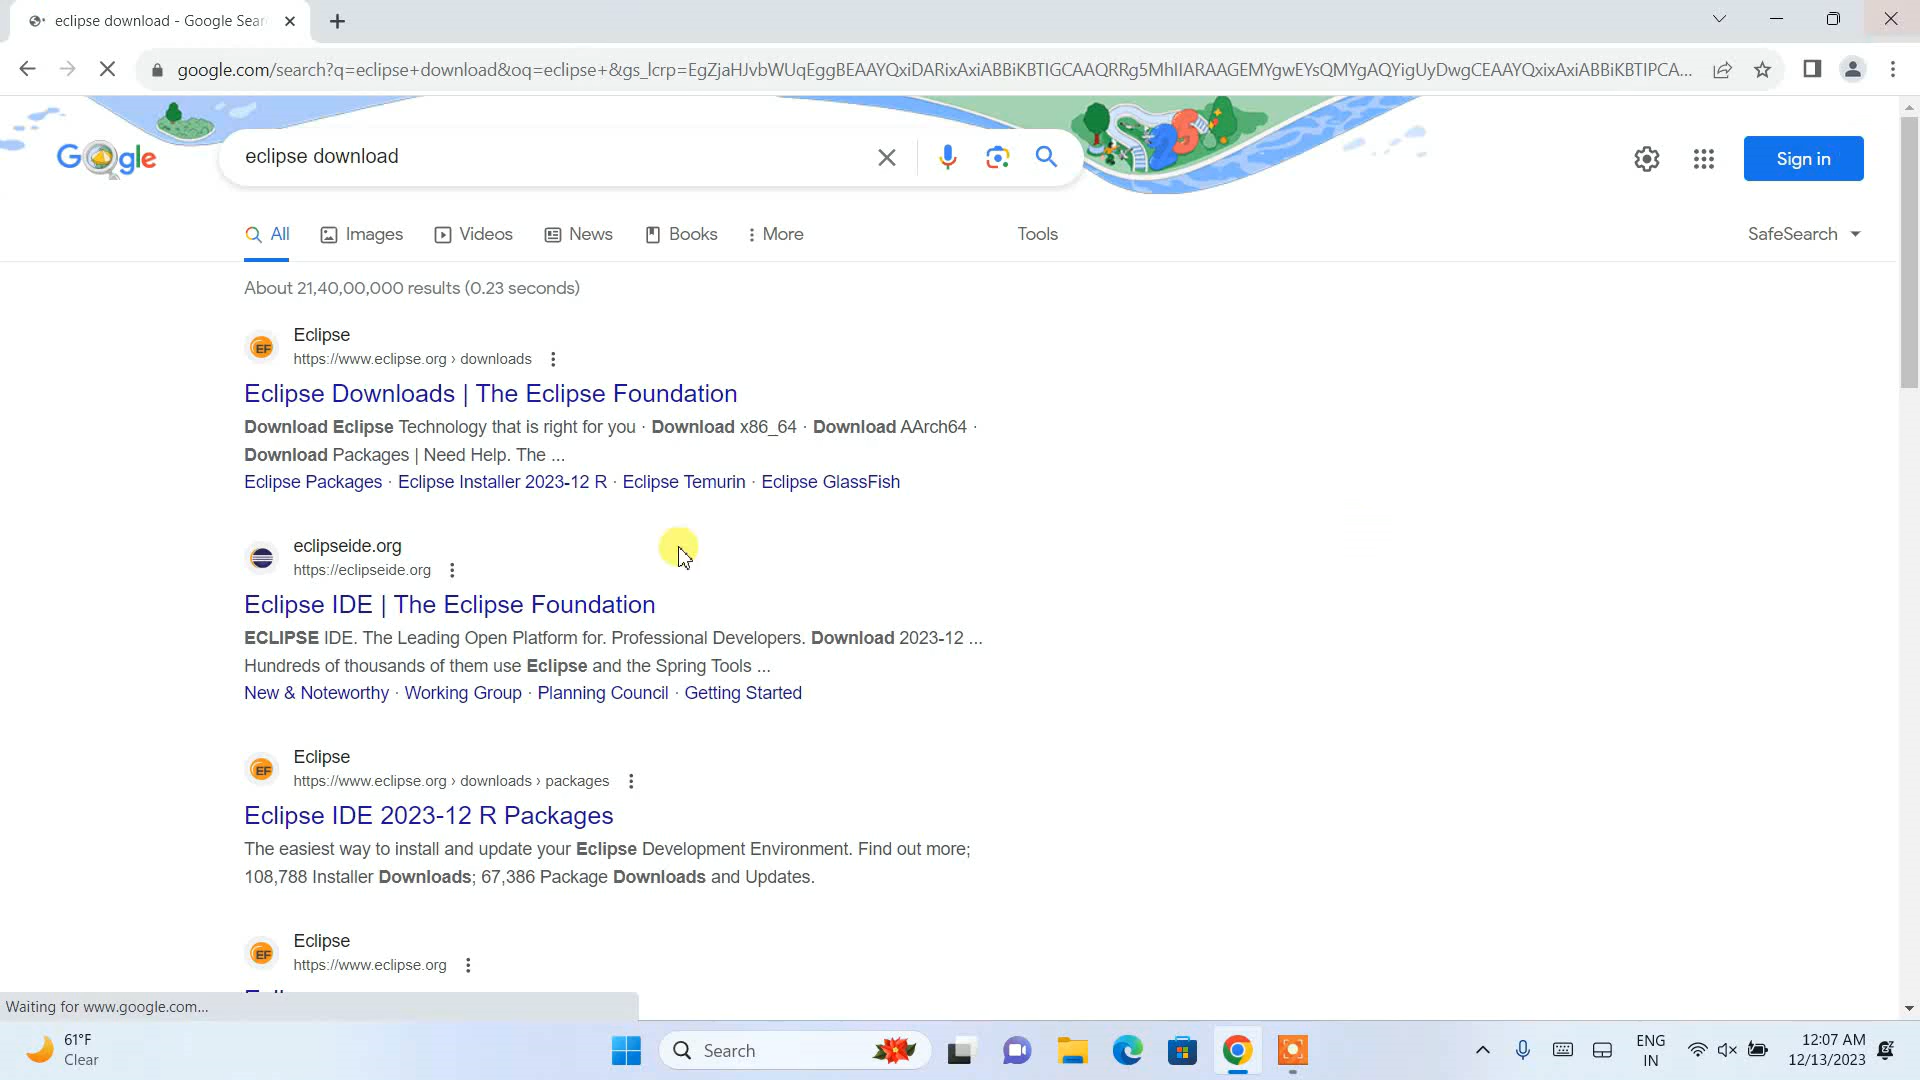 eclipse download - Google Sear
google.com/search?q=eclipse+download&oq=eclipse+&gs_lcrp=EgZjaHJvbWUqEggBEAAYQxiDARixAxiABBiKBTIGCAAQRRg5MhIIARAAGEMYgwEYsQMYgAQYigUyDwgCEAAYQxixAxiABBiKBTIPCA...
Google
eclipse download
Sign in
All
Images
Videos
News
Books
More
Tools
SafeSearch
About 21,40,00,000 results (0.23 seconds)
Eclipse
https://www.eclipse.org › downloads
Eclipse Downloads | The Eclipse Foundation
Download Eclipse Technology that is right for you · Download x86_64 · Download AArch64 ·
Download Packages | Need Help. The ...
Eclipse Packages · Eclipse Installer 2023-12 R · Eclipse Temurin · Eclipse GlassFish
eclipseide.org
https://eclipseide.org
Eclipse IDE | The Eclipse Foundation
ECLIPSE IDE. The Leading Open Platform for. Professional Developers. Download 2023-12 ...
Hundreds of thousands of them use Eclipse and the Spring Tools ...
New & Noteworthy · Working Group · Planning Council · Getting Started
Eclipse
https://www.eclipse.org › downloads › packages
Eclipse IDE 2023-12 R Packages
The easiest way to install and update your Eclipse Development Environment. Find out more;
108,788 Installer Downloads; 67,386 Package Downloads and Updates.
Eclipse
https://www.eclipse.org
Waiting for www.google.com...
61°F
Clear
Search
ENG
IN
12:07 AM
12/13/2023